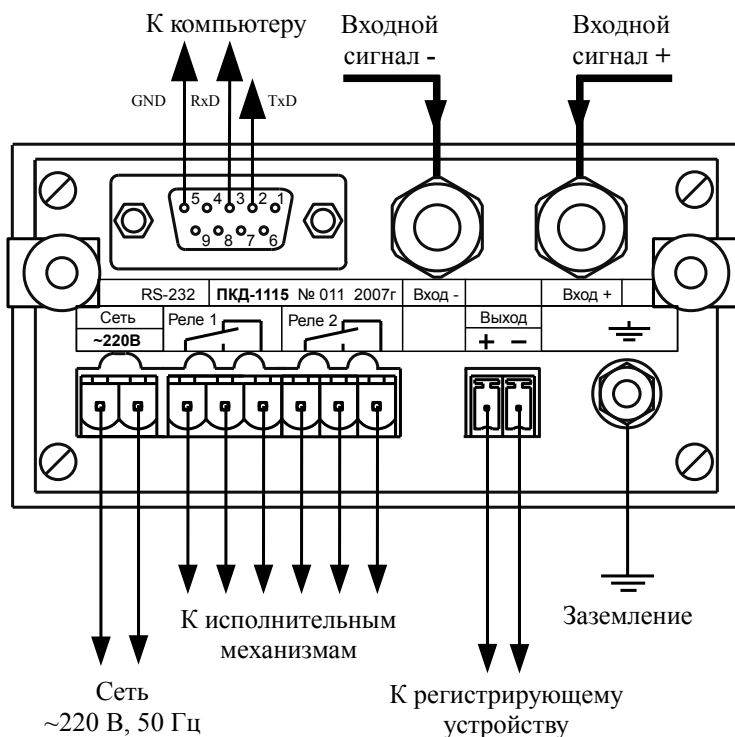 К компьютеру
Входной
сигнал -
Входной
сигнал +
GND RxD TxD
5 4 3 2 1
9 8 7 6
RS-232 ПКД-1115 № 011 2007г Вход - Вход +
Сеть
~220В
Реле 1
Реле 2
Выход
+ −
К исполнительным
механизмам
Заземление
Сеть
~220 В, 50 Гц
К регистрирующему
устройству